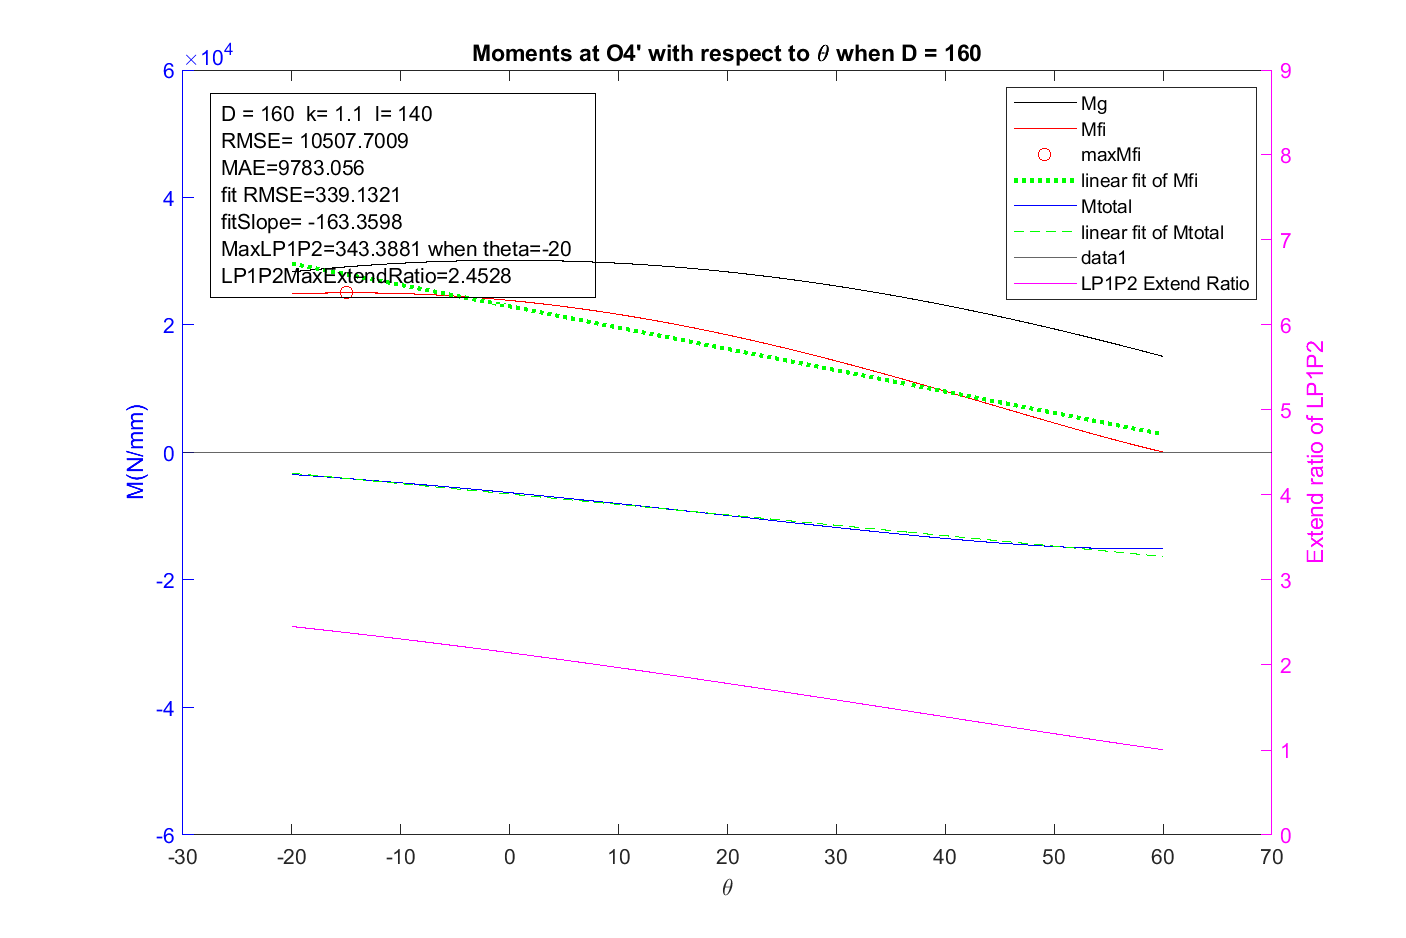 Moments at O4' with respect to θ when D = 160
×10⁴
6
4
2
0
-2
-4
-6
M(N/mm)
D = 160  k= 1.1  l= 140
RMSE= 10507.7009
MAE=9783.056
fit RMSE=339.1321
fitSlope= -163.3598
MaxLP1P2=343.3881 when theta=-20
LP1P2MaxExtendRatio=2.4528
Mg
Mfi
maxMfi
linear fit of Mfi
Mtotal
linear fit of Mtotal
data1
LP1P2 Extend Ratio
9
8
7
6
5
4
3
2
1
0
Extend ratio of LP1P2
-30 -20 -10 0 10 20 30 40 50 60 70
θ